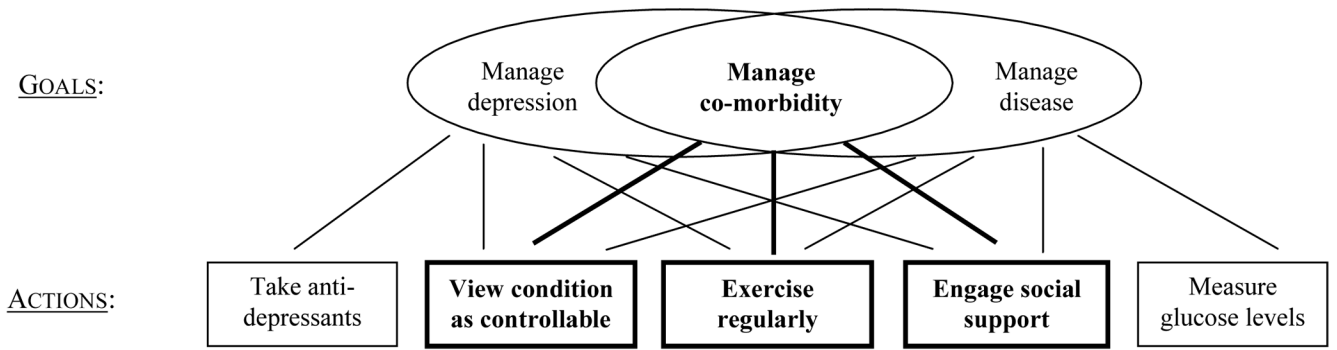 GOALS:
Manage
depression
Manage
co-morbidity
Manage
disease
ACTIONS:
Take anti-
depressants
View condition
as controllable
Exercise
regularly
Engage social
support
Measure
glucose levels